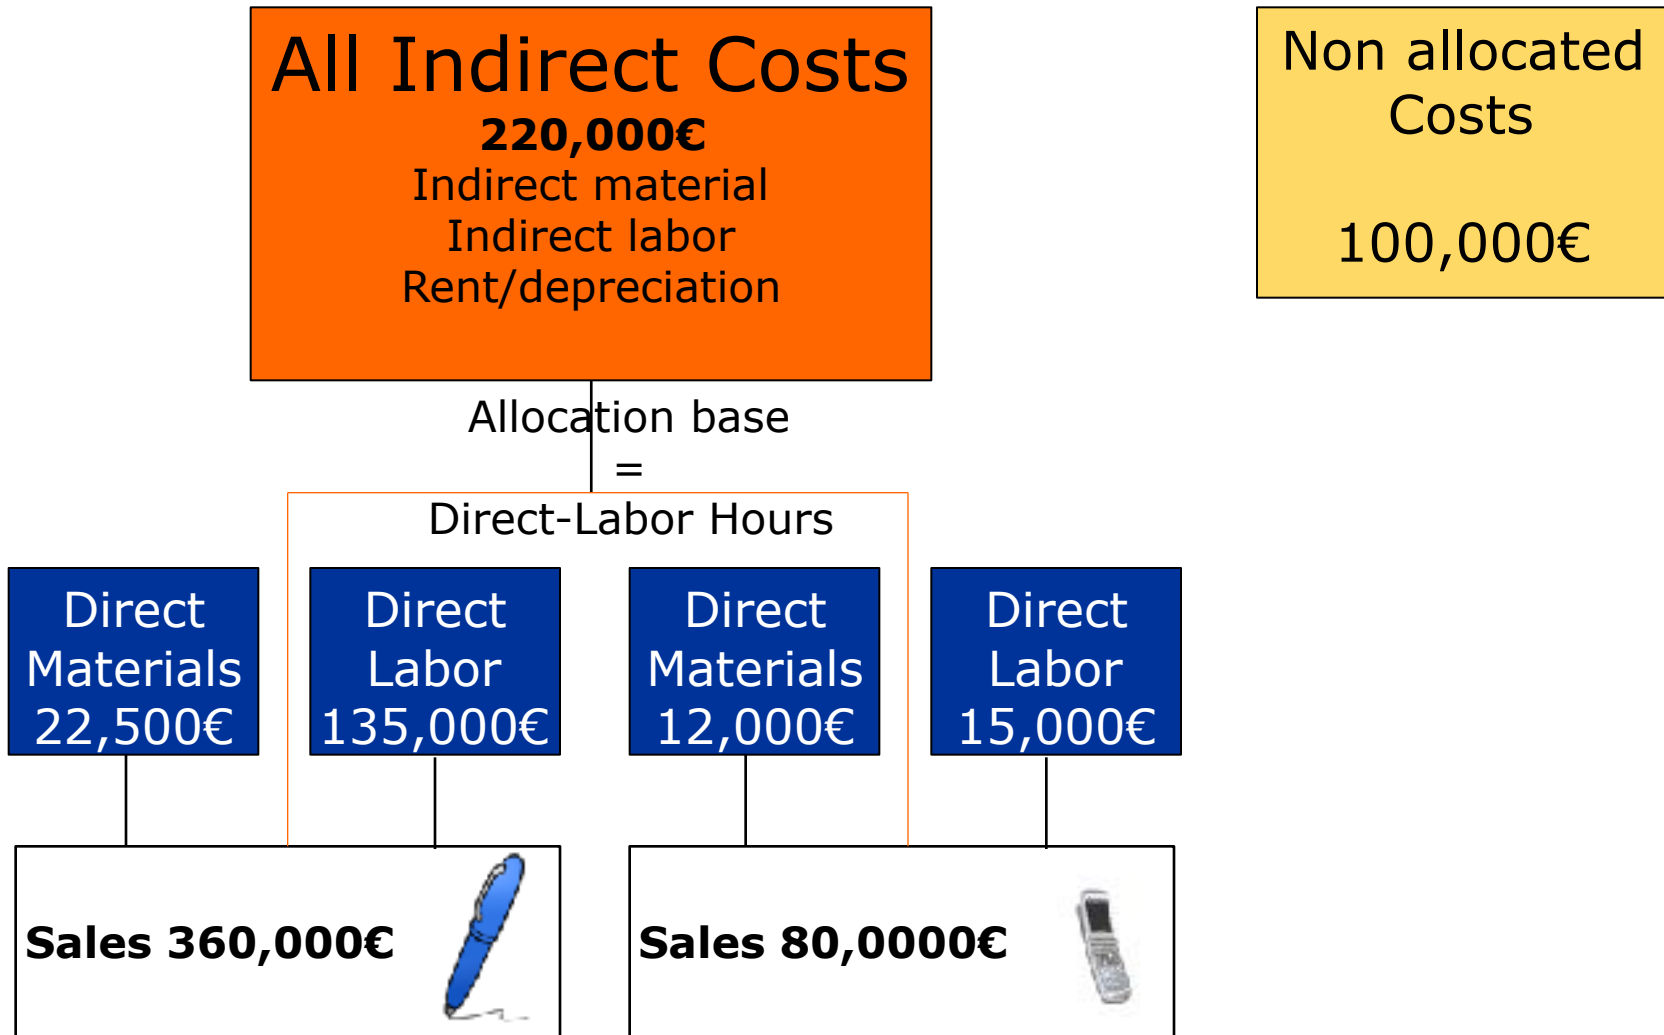 All Indirect Costs
220,000€
Indirect material
Indirect labor
Rent/depreciation
Non allocated
Costs
100,000€
Allocation base
=
Direct-Labor Hours
Direct
Materials
22,500€
Direct
Labor
135,000€
Direct
Materials
12,000€
Direct
Labor
15,000€
Sales 360,000€
Sales 80,0000€